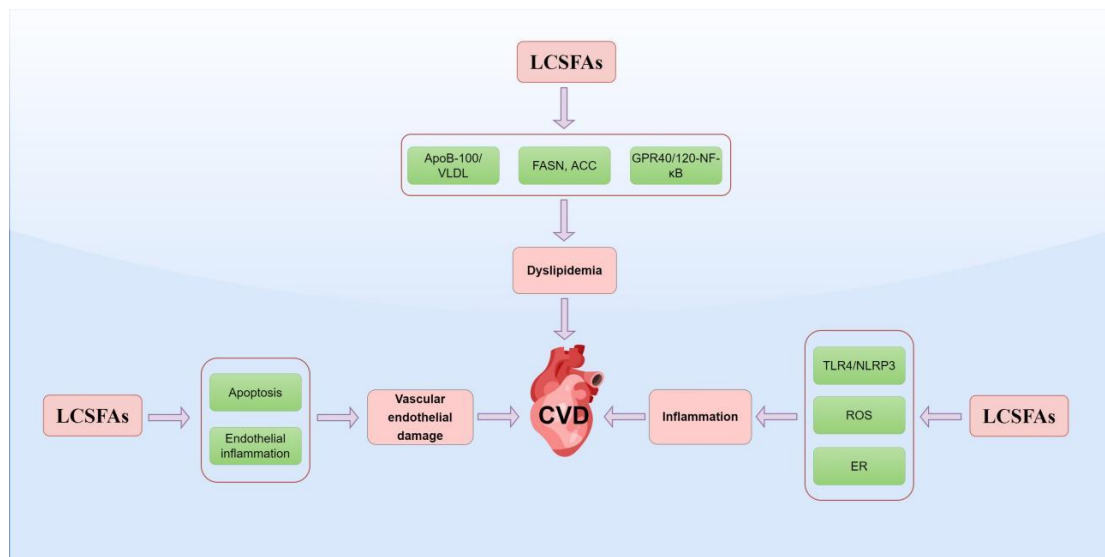 LCSFAs
ApoB-100/
VLDL
FASN, ACC
GPR40/120-NF-
κB
Dyslipidemia
LCSFAs
Apoptosis
Endothelial
inflammation
Vascular
endothelial
damage
CVD
Inflammation
TLR4/NLRP3
ROS
ER
LCSFAs